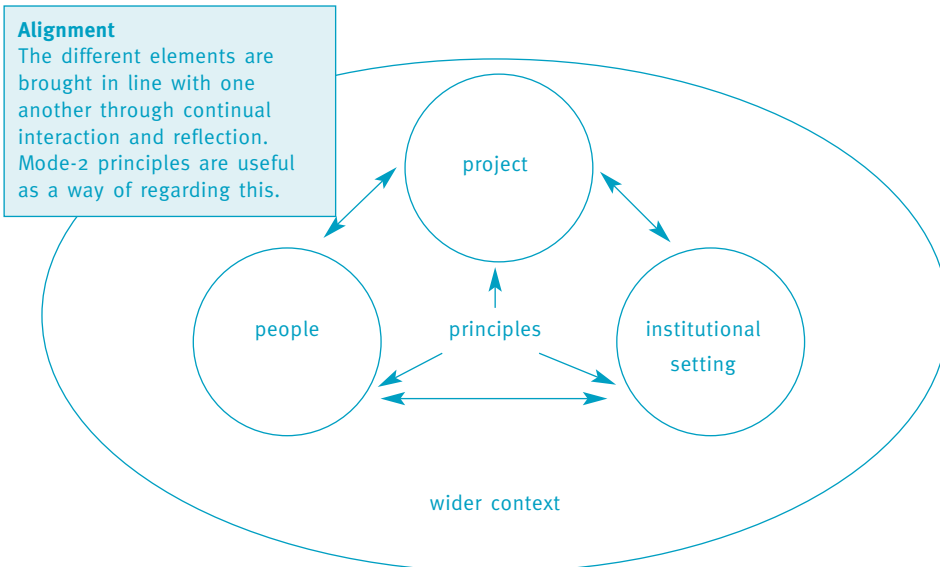 Alignment
The different elements are
brought in line with one
another through continual
interaction and reflection.
Mode-2 principles are useful
as a way of regarding this.
project
people
principles
institutional
setting
wider context